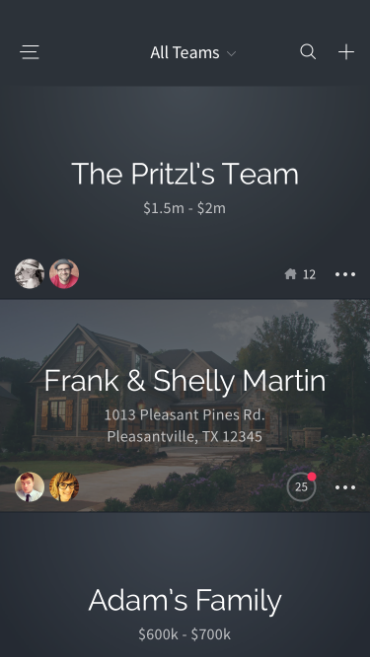 All Teams
The Pritzl's Team
$1.5m - $2m
12
Frank & Shelly Martin
1013 Pleasant Pines Rd.
Pleasantville, TX 12345
25
Adam's Family
$600k - $700k